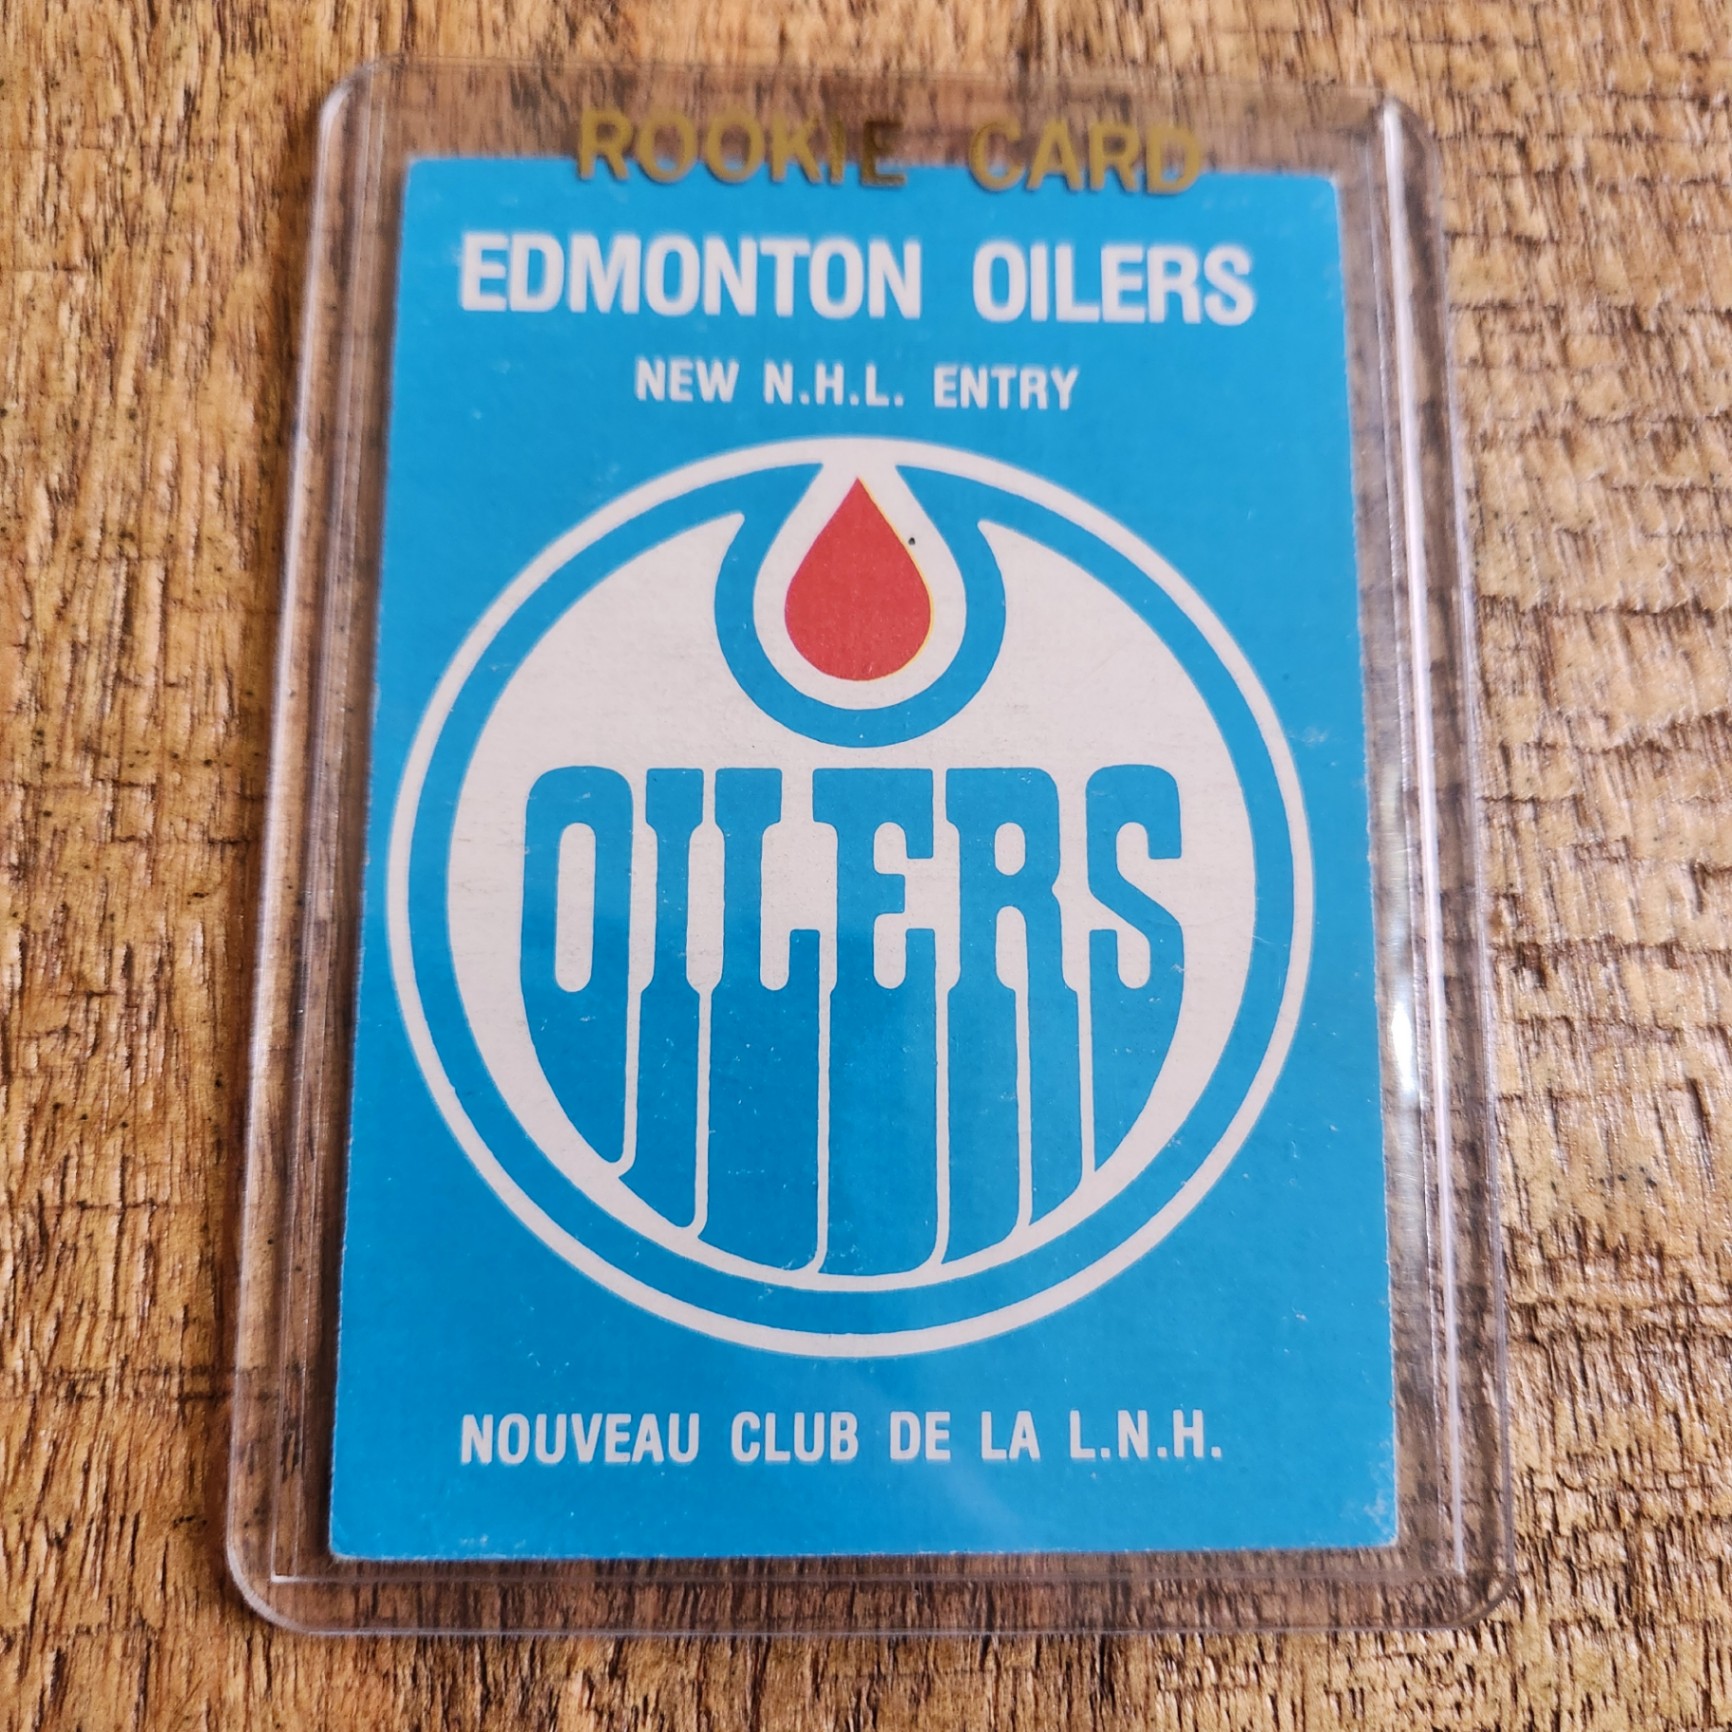 ROOKIE CARD
EDMONTON OILERS
NEW N.H.L. ENTRY
OILERS
NOUVEAU CLUB DE LA L.N.H.